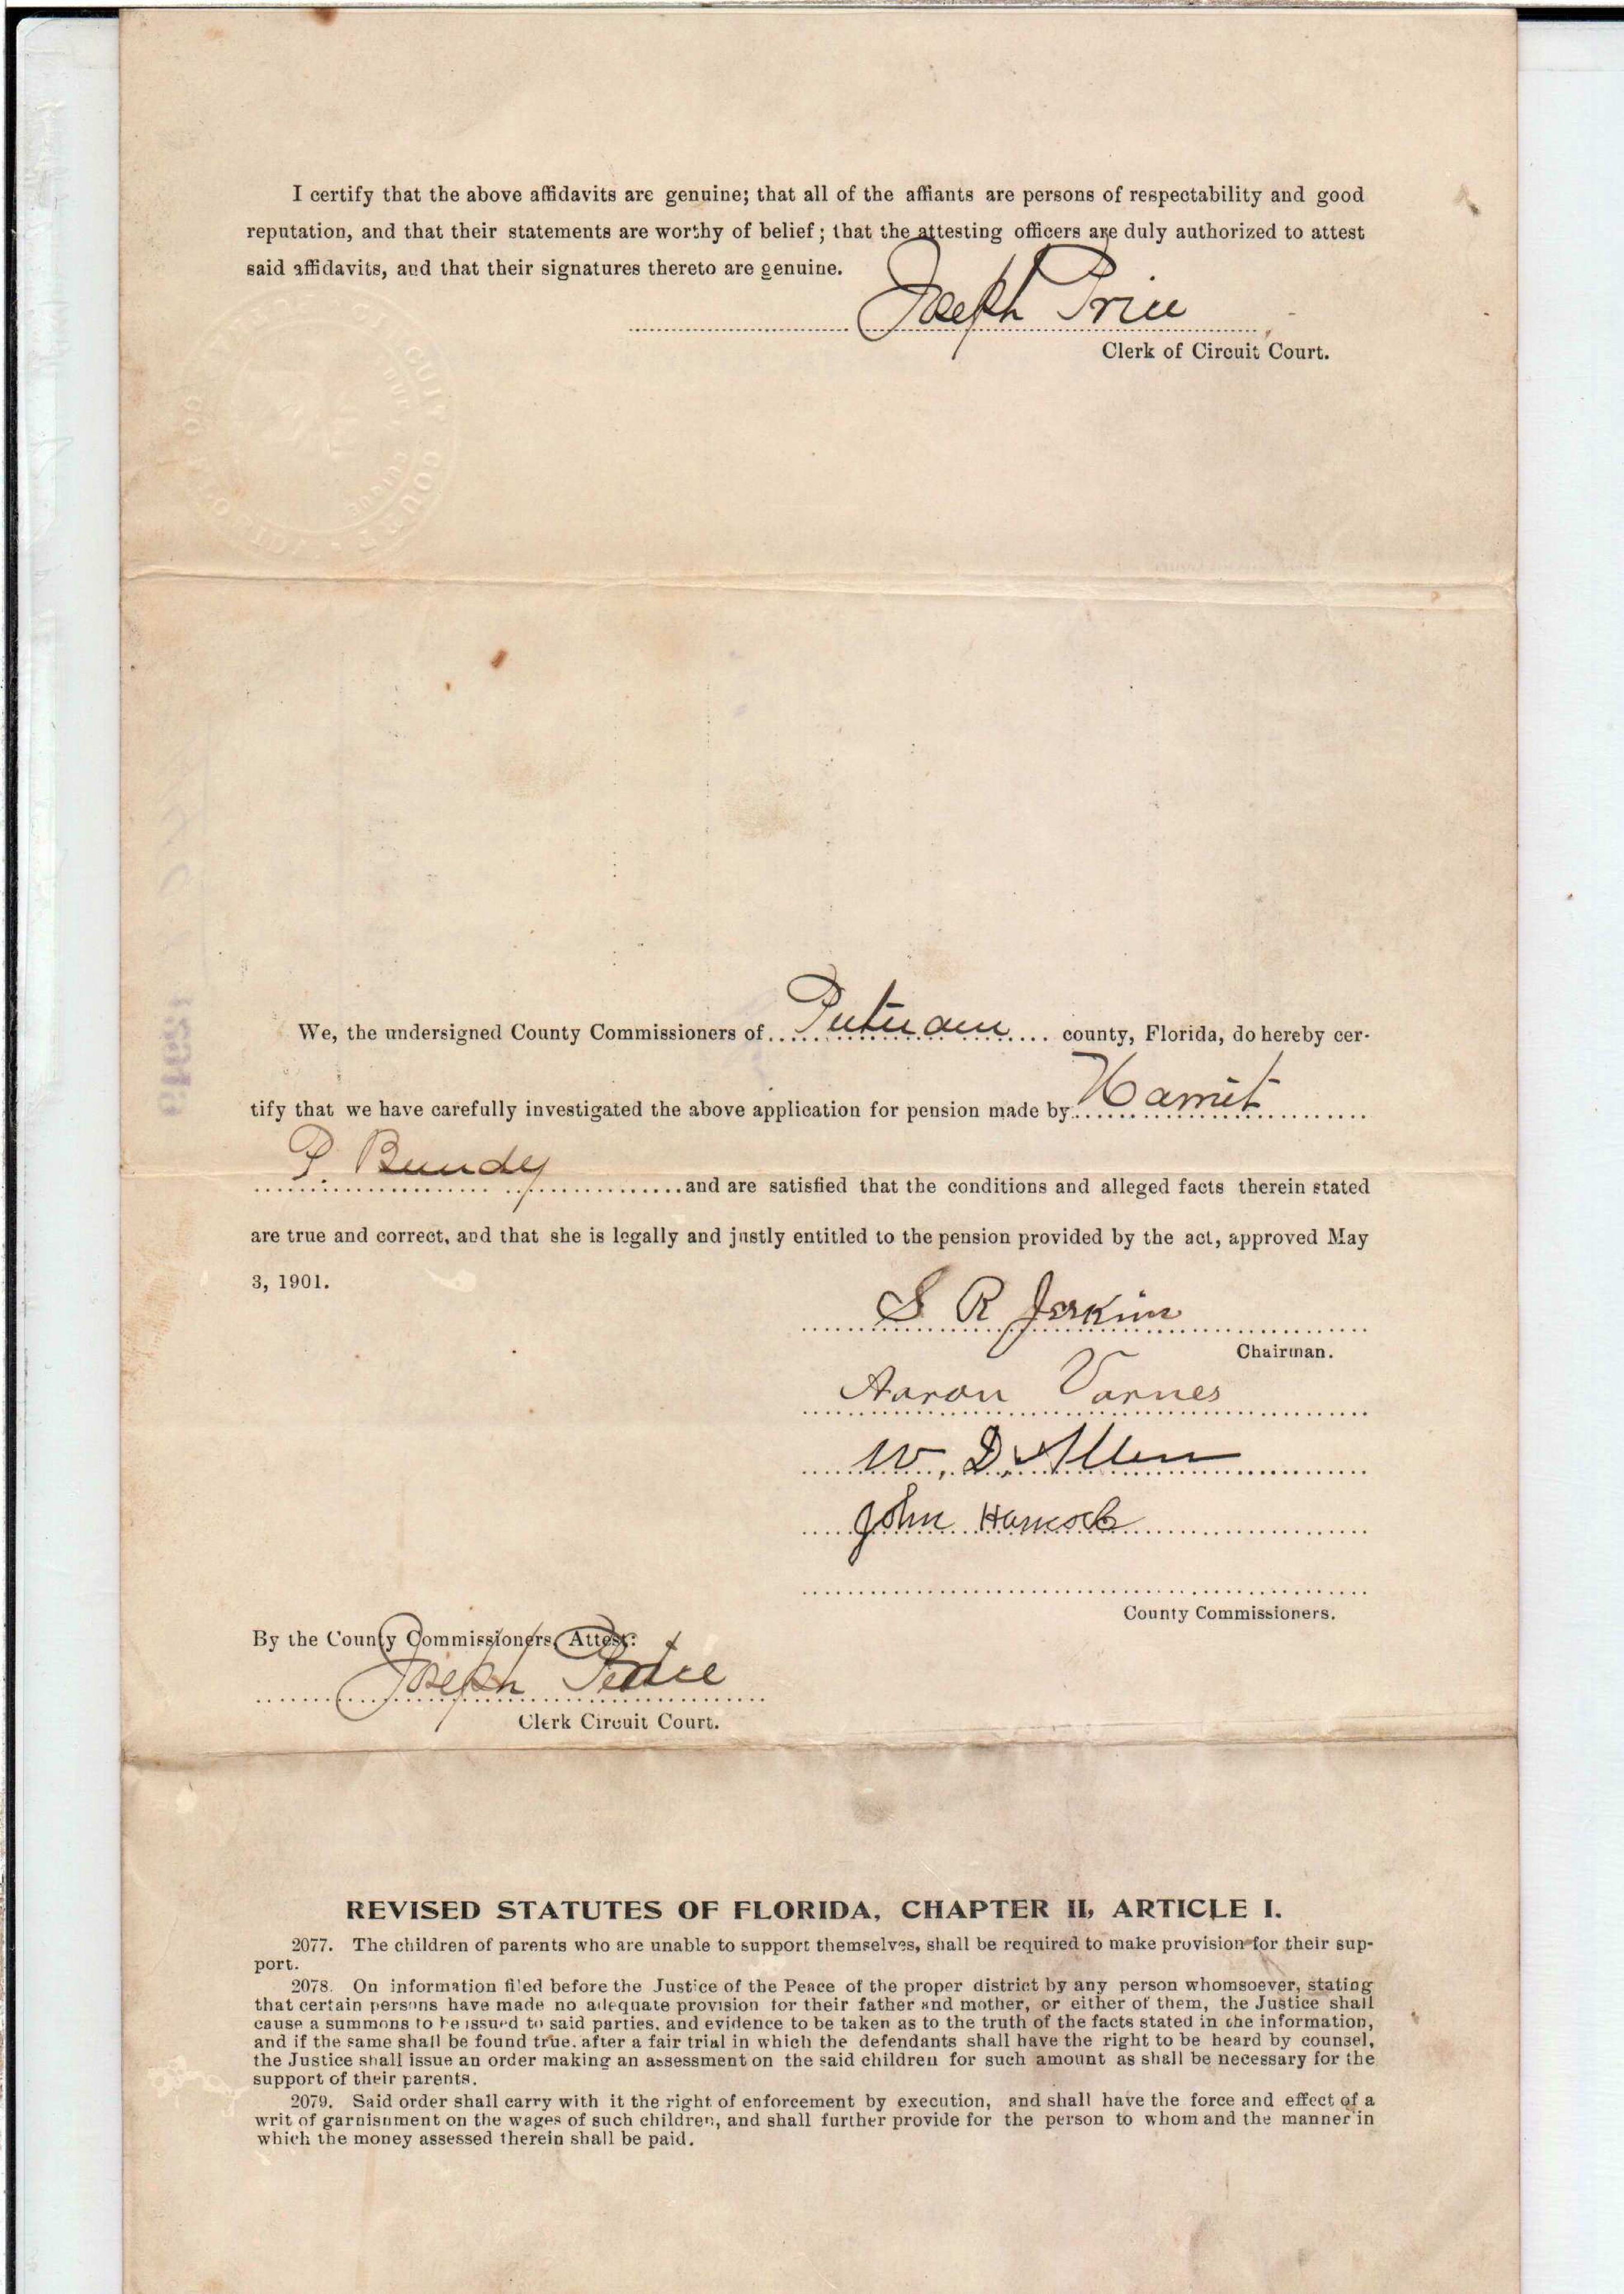 I certify that the above affidavits are genuine; that all of the affiants are persons of respectability and good
reputation, and that their statements are worthy of belief; that the attesting officers are duly authorized to attest
said affidavits, and that their signatures thereto are genuine.
Joseph Price
Clerk of Circuit Court.
We, the undersigned County Commissioners of Putnam county, Florida, do hereby cer-
tify that we have carefully investigated the above application for pension made by Harriet
P. Bundy and are satisfied that the conditions and alleged facts therein stated
are true and correct, and that she is legally and justly entitled to the pension provided by the act, approved May
3, 1901.
S R
Chairman.
Aaron Varnes
W. D. Allen
John Hancock
County Commissioners.
By the County Commissioners, Attest:
Joseph Price
Clerk Circuit Court.
REVISED STATUTES OF FLORIDA, CHAPTER II, ARTICLE I.
2077. The children of parents who are unable to support themselves, shall be required to make provision for their sup-
port.
2078. On information filed before the Justice of the Peace of the proper district by any person whomsoever, stating
that certain persons have made no adequate provision for their father and mother, or either of them, the Justice shall
cause a summons to be issued to said parties, and evidence to be taken as to the truth of the facts stated in the information,
and if the same shall be found true, after a fair trial in which the defendants shall have the right to be heard by counsel,
the Justice shall issue an order making an assessment on the said children for such amount as shall be necessary for the
support of their parents.
2079. Said order shall carry with it the right of enforcement by execution, and shall have the force and effect of a
writ of garnishment on the wages of such children, and shall further provide for the person to whom and the manner in
which the money assessed therein shall be paid.